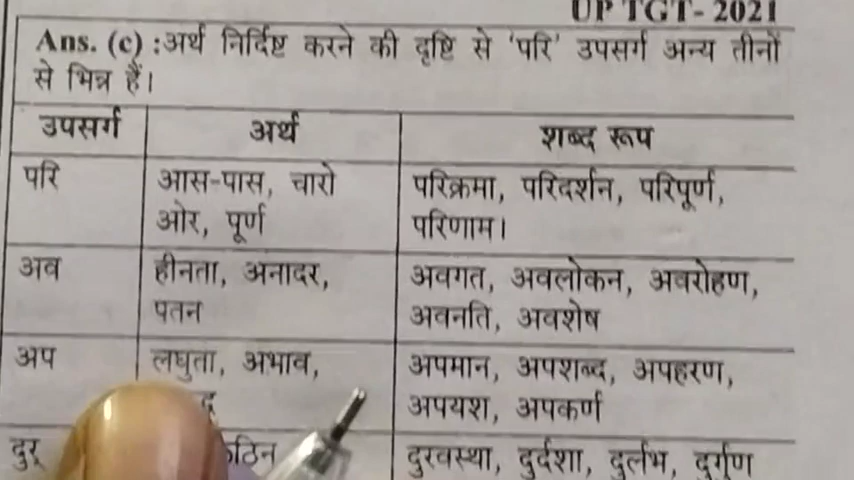 UP TGT- 2021
Ans. (c) :अर्थ निर्दिष्ट करने की दृष्टि से 'परि' उपसर्ग अन्य तीनों
से भिन्न हैं।
उपसर्ग अर्थ शब्द रूप
परि आस-पास, चारो परिक्रमा, परिदर्शन, परिपूर्ण,
ओर, पूर्ण परिणाम।
अव हीनता, अनादर, अवगत, अवलोकन, अवरोहण,
पतन अवनति, अवशेष
अप लघुता, अभाव, अपमान, अपशब्द, अपहरण,
अपयश, अपकर्ण
दुर् दुरवस्था, दुर्दशा, दुर्लभ, दुर्गुण